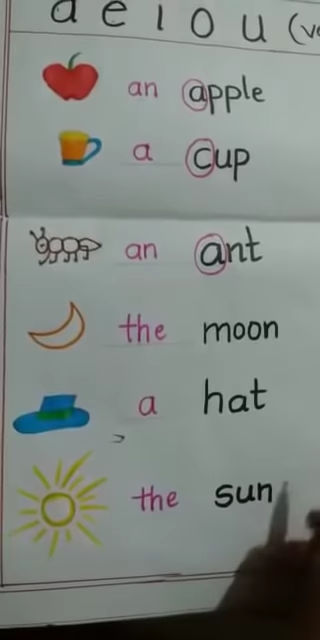 a e i o u
an apple
a cup
an ant
the moon
a hat
the sun